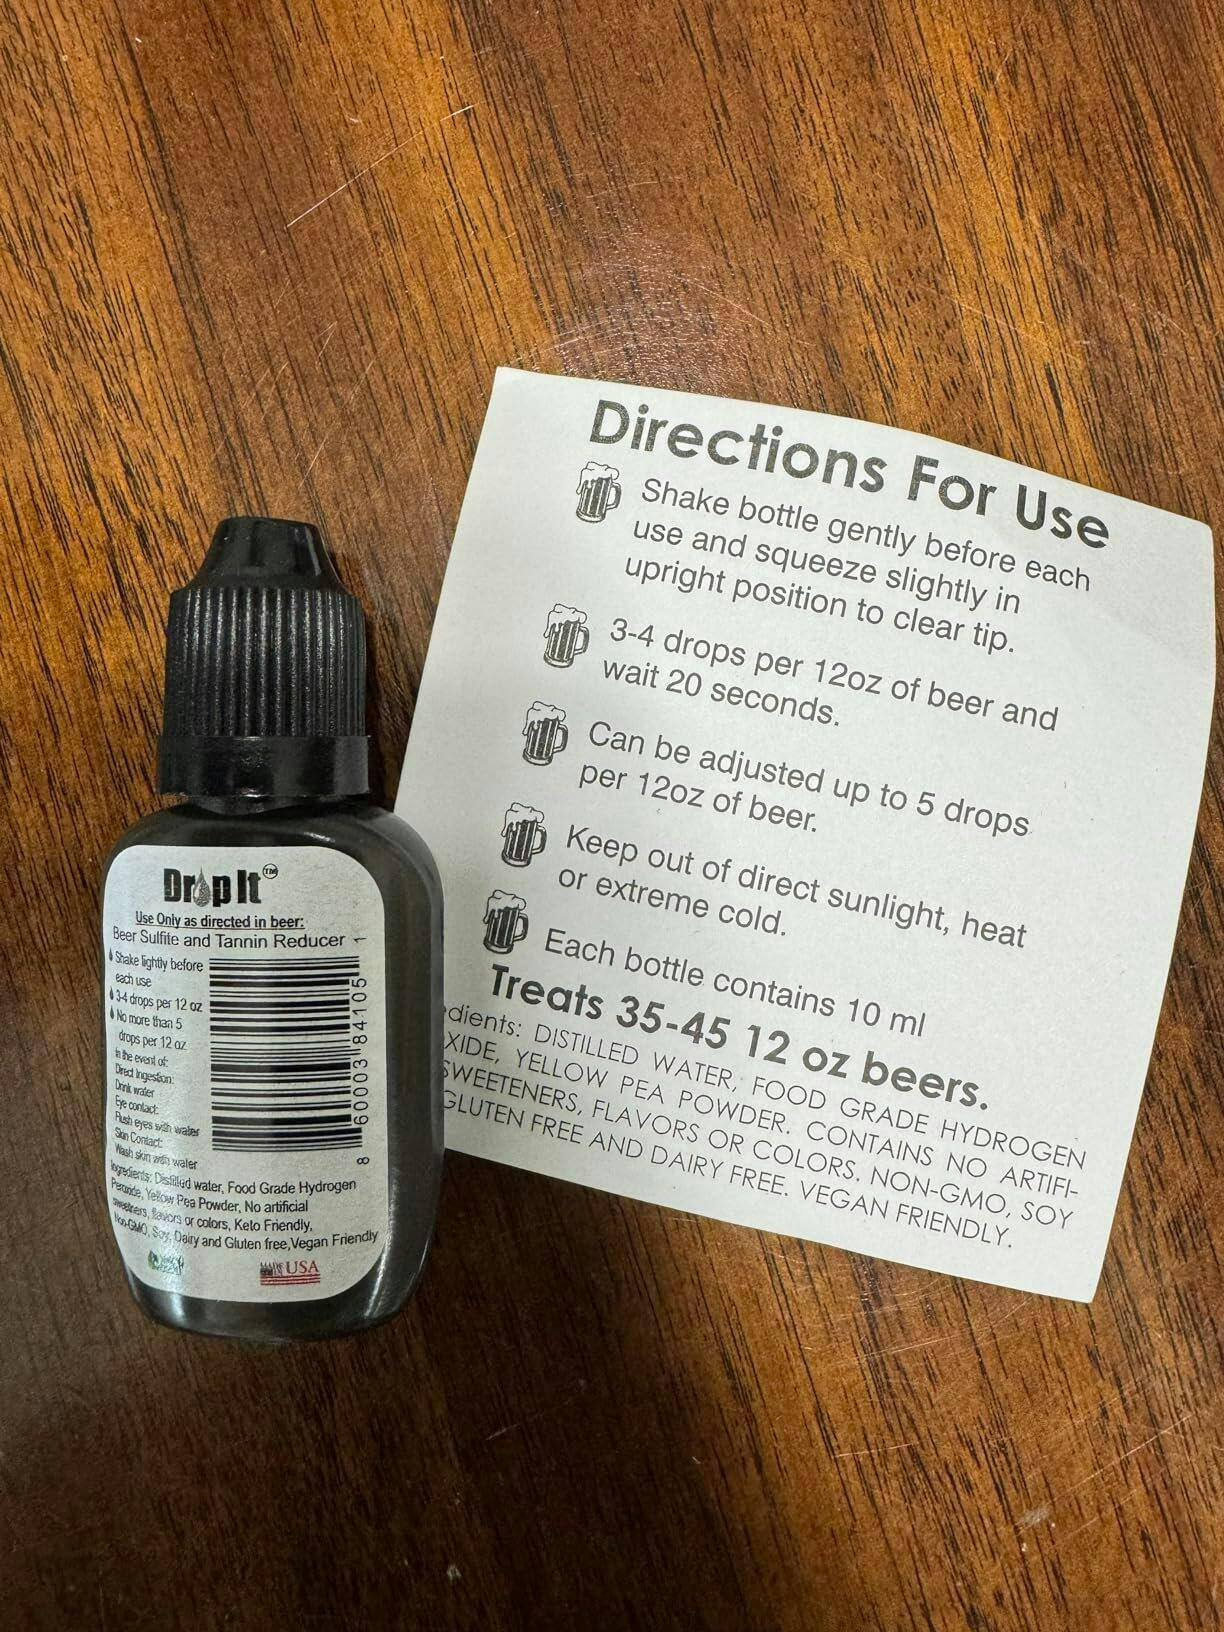 Directions For Use
Shake bottle gently before each
use and squeeze slightly in
upright position to clear tip.
3-4 drops per 12oz of beer and
wait 20 seconds.
Can be adjusted up to 5 drops
per 12oz of beer.
Keep out of direct sunlight, heat
or extreme cold.
Each bottle contains 10 ml
Treats 35-45 12 oz beers.
edients: DISTILLED WATER, FOOD GRADE HYDROGEN
XIDE, YELLOW PEA POWDER. CONTAINS NO ARTIFI-
SWEETENERS, FLAVORS OR COLORS. NON-GMO, SOY
GLUTEN FREE AND DAIRY FREE. VEGAN FRIENDLY.
Drop It™
Use Only as directed in beer:
Beer Sulfite and Tannin Reducer
Shake lightly before
each use
3-4 drops per 12 oz
No more than 5
drops per 12 oz
In the event of:
Direct Ingestion:
Drink water
Eye contact:
Flush eyes with water
Skin Contact:
Wash skin with water
8 60003 84105 1
Ingredients: Distilled water, Food Grade Hydrogen
Peroxide, Yellow Pea Powder, No artificial
sweetners, flavors or colors, Keto Friendly,
Non-GMO, Soy, Dairy and Gluten free,Vegan Friendly
MADE IN USA